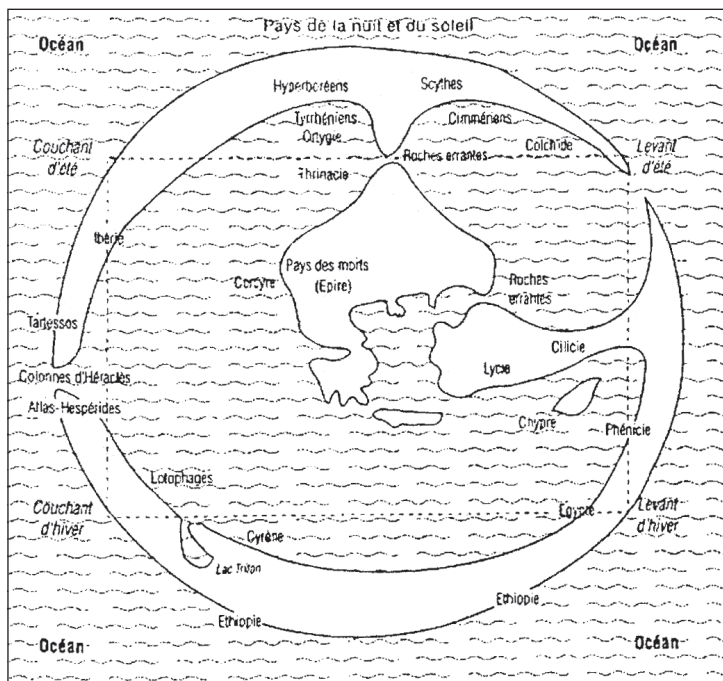 Pays de la nuit et du soleil
Océan
Océan
Hyperboréens
Scythes
Tyrrhéniens
Ortygie
Cimmériens
Couchant
d'été
Roches errantes
Colchide
Levant
d'été
Thrinacie
Ibérie
Corcyre
Pays des morts
(Epire)
Roches
errantes
Tartessos
Cilicie
Colonnes d'Héraclès
Lycie
Atlas-Hespérides
Chypre
Phénicie
Lotophages
Couchant
d'hiver
Egypte
Levant
d'hiver
Cyrène
Lac Triton
Ethiopie
Ethiopie
Océan
Océan